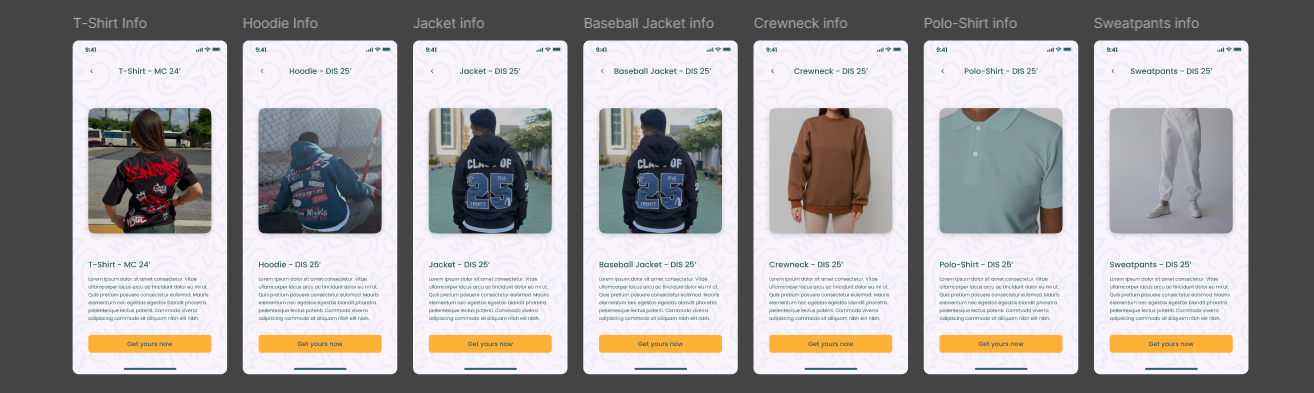 T-Shirt Info
9:41
T-Shirt - MC 24'
T-Shirt - MC 24'
Lorem ipsum dolor sit amet consectetur. Vitae
ullamcorper lacus arcu ac tincidunt dolor eu mi ut.
Quis pretium posuere consectetur euismod. Mauris
elementum nec egestas egestas blandit pharetra
pellentesque lectus potenti. Commodo viverra
adipiscing commodo sit aliquam nibh elit nibh.
Get yours now
Hoodie Info
9:41
Hoodie - DIS 25'
Hoodie - DIS 25'
Lorem ipsum dolor sit amet consectetur. Vitae
ullamcorper lacus arcu ac tincidunt dolor eu mi ut.
Quis pretium posuere consectetur euismod. Mauris
elementum nec egestas egestas blandit pharetra
pellentesque lectus potenti. Commodo viverra
adipiscing commodo sit aliquam nibh elit nibh.
Get yours now
Jacket info
9:41
Jacket - DIS 25'
CLASS OF
25
TWENTY
FIVE
Jacket - DIS 25'
Lorem ipsum dolor sit amet consectetur. Vitae
ullamcorper lacus arcu ac tincidunt dolor eu mi ut.
Quis pretium posuere consectetur euismod. Mauris
elementum nec egestas egestas blandit pharetra
pellentesque lectus potenti. Commodo viverra
adipiscing commodo sit aliquam nibh elit nibh.
Get yours now
Baseball Jacket info
9:41
Baseball Jacket - DIS 25'
CLASS OF
25
TWENTY
FIVE
Baseball Jacket - DIS 25'
Lorem ipsum dolor sit amet consectetur. Vitae
ullamcorper lacus arcu ac tincidunt dolor eu mi ut.
Quis pretium posuere consectetur euismod. Mauris
elementum nec egestas egestas blandit pharetra
pellentesque lectus potenti. Commodo viverra
adipiscing commodo sit aliquam nibh elit nibh.
Get yours now
Crewneck info
9:41
Crewneck - DIS 25'
Crewneck - DIS 25'
Lorem ipsum dolor sit amet consectetur. Vitae
ullamcorper lacus arcu ac tincidunt dolor eu mi ut.
Quis pretium posuere consectetur euismod. Mauris
elementum nec egestas egestas blandit pharetra
pellentesque lectus potenti. Commodo viverra
adipiscing commodo sit aliquam nibh elit nibh.
Get yours now
Polo-Shirt info
9:41
Polo-Shirt - DIS 25'
Polo-Shirt - DIS 25'
Lorem ipsum dolor sit amet consectetur. Vitae
ullamcorper lacus arcu ac tincidunt dolor eu mi ut.
Quis pretium posuere consectetur euismod. Mauris
elementum nec egestas egestas blandit pharetra
pellentesque lectus potenti. Commodo viverra
adipiscing commodo sit aliquam nibh elit nibh.
Get yours now
Sweatpants info
9:41
Sweatpants - DIS 25'
Sweatpants - DIS 25'
Lorem ipsum dolor sit amet consectetur. Vitae
ullamcorper lacus arcu ac tincidunt dolor eu mi ut.
Quis pretium posuere consectetur euismod. Mauris
elementum nec egestas egestas blandit pharetra
pellentesque lectus potenti. Commodo viverra
adipiscing commodo sit aliquam nibh elit nibh.
Get yours now